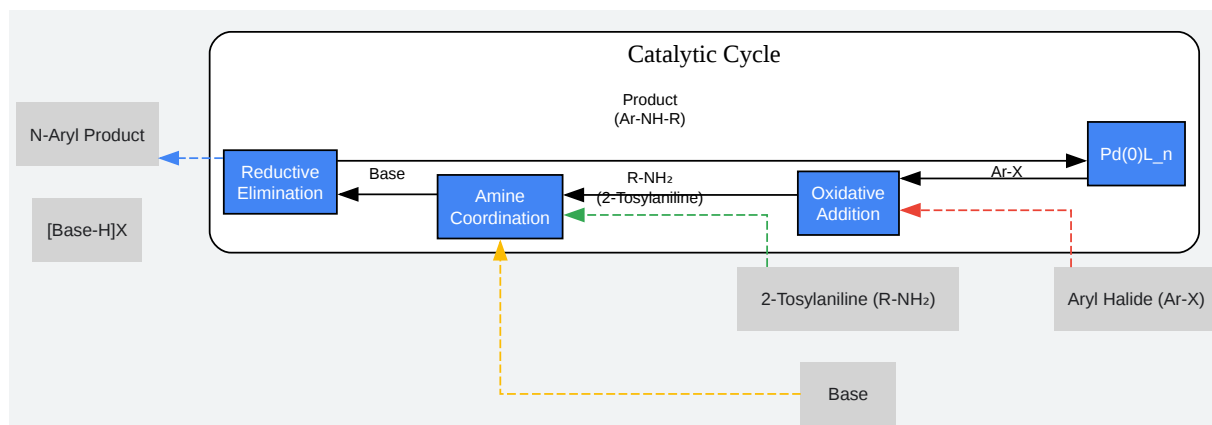 Catalytic Cycle
Product
(Ar-NH-R)
N-Aryl Product
Pd(0)L_n
Reductive
Elimination
Base
Amine
Coordination
R-NH₂
(2-Tosylaniline)
Oxidative
Addition
Ar-X
[Base-H]X
2-Tosylaniline (R-NH₂)
Aryl Halide (Ar-X)
Base